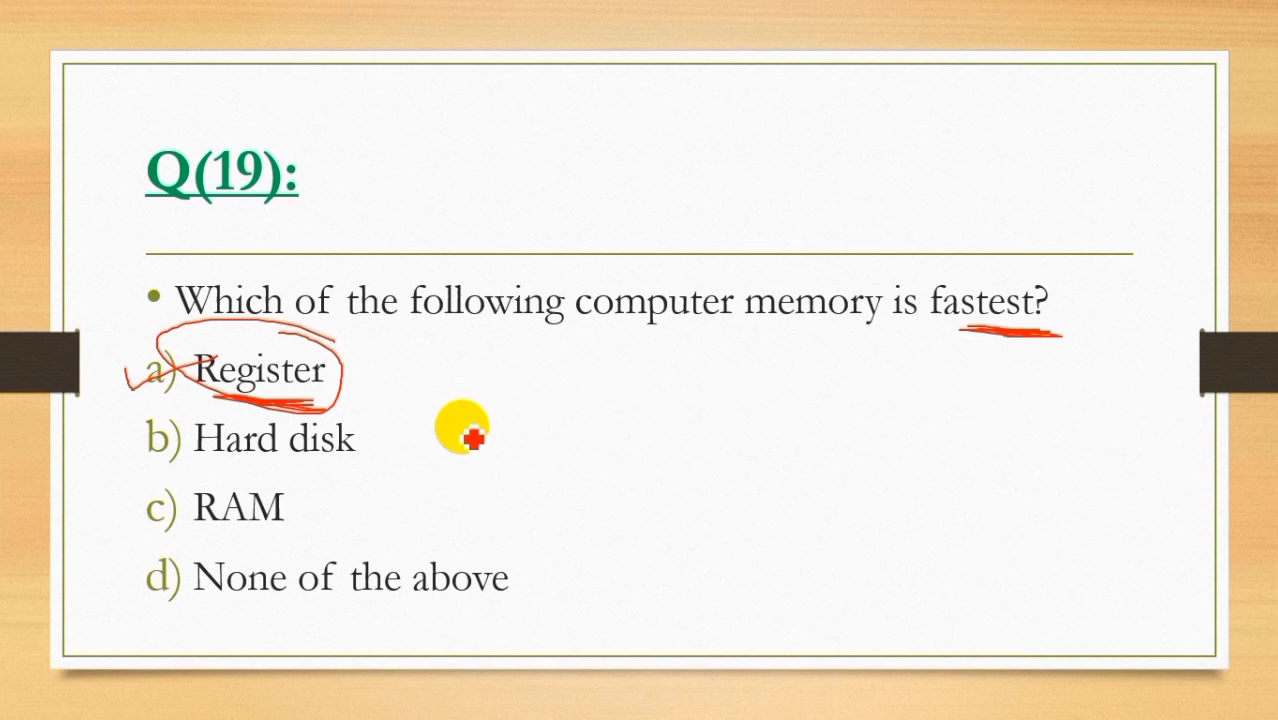 Q(19):
• Which of the following computer memory is fastest?
a) Register
b) Hard disk
c) RAM
d) None of the above